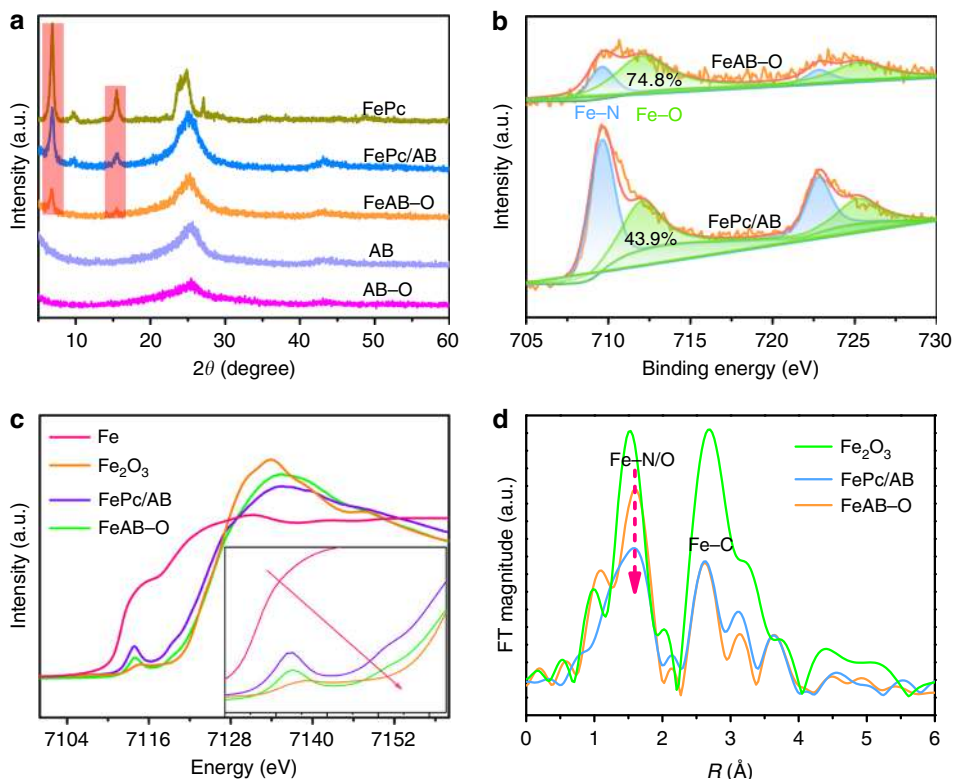 a
Intensity (a.u.)
FePc
FePc/AB
FeAB–O
AB
AB–O
0 10 20 30 40 50 60
2θ (degree)
b
Intensity (a.u.)
FeAB–O
74.8%
Fe–N Fe–O
FePc/AB
43.9%
705 710 715 720 725 730
Binding energy (eV)
c
Intensity (a.u.)
Fe
Fe₂O₃
FePc/AB
FeAB–O
7104 7116 7128 7140 7152
Energy (eV)
d
FT magnitude (a.u.)
Fe–N/O
Fe–C
Fe₂O₃
FePc/AB
FeAB–O
0 1 2 3 4 5 6
R (Å)